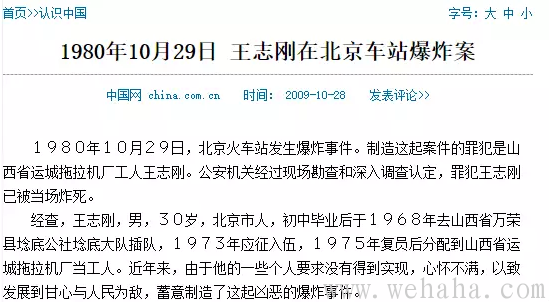 首页>>认识中国 字号：大 中 小
1980年10月29日 王志刚在北京车站爆炸案
中国网 china.com.cn 时间： 2009-10-28 发表评论>>
1980年10月29日，北京火车站发生爆炸事件。制造这起案件的罪犯是山
西省运城拖拉机厂工人王志刚。公安机关经过现场勘查和深入调查认定，罪犯王志刚
已被当场炸死。
经查，王志刚，男，30岁，北京市人，初中毕业后于1968年去山西省万荣
县埝底公社埝底大队插队，1973年应征入伍，1975年复员后分配到山西省运
城拖拉机厂当工人。近年来，由于他的一些个人要求没有得到实现，心怀不满，以致
发展到甘心与人民为敌，蓄意制造了这起凶恶的爆炸事件。
www.wehaha.com